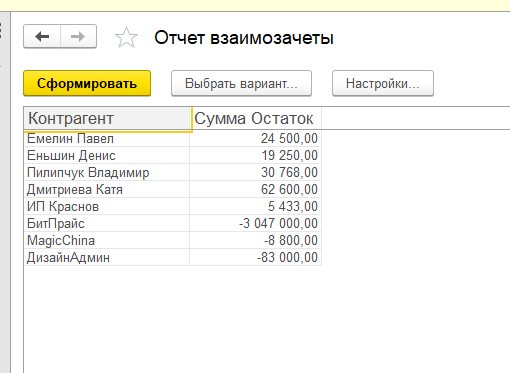 Отчет взаимозачеты
Сформировать Выбрать вариант... Настройки...
Контрагент Сумма Остаток
Емелин Павел 24 500,00
Еньшин Денис 19 250,00
Пилипчук Владимир 30 768,00
Дмитриева Катя 62 600,00
ИП Краснов 5 433,00
БитПрайс -3 047 000,00
MagicChina -8 800,00
ДизайнАдмин -83 000,00